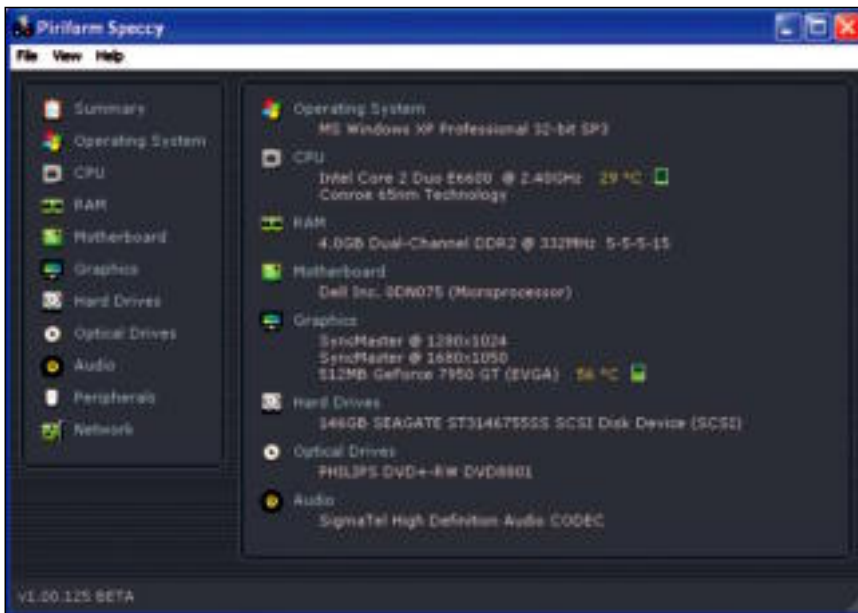 Piriform Speccy
File View Help
Summary
Operating System
CPU
RAM
Motherboard
Graphics
Hard Drives
Optical Drives
Audio
Peripherals
Network
Operating System
MS Windows XP Professional 32-bit SP3
CPU
Intel Core 2 Duo E6600 @ 2.40GHz 29 °C
Conroe 65nm Technology
RAM
4.0GB Dual-Channel DDR2 @ 332MHz 5-5-5-15
Motherboard
Dell Inc. 0DN075 (Microprocessor)
Graphics
SyncMaster @ 1280x1024
SyncMaster @ 1680x1050
512MB GeForce 7950 GT (EVGA) 56 °C
Hard Drives
146GB SEAGATE ST3146755SS SCSI Disk Device (SCSI)
Optical Drives
PHILIPS DVD+-RW DVD8801
Audio
SigmaTel High Definition Audio CODEC
v1.00.125 BETA